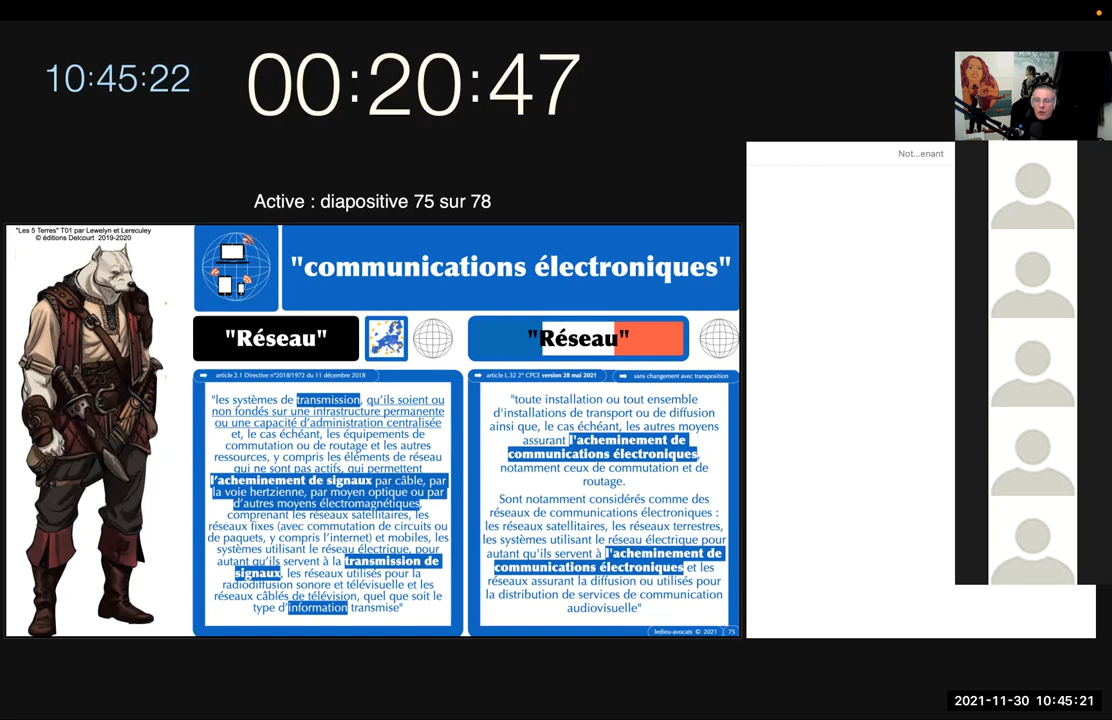 10:45:22
00:20:47
Not...enant
Active : diapositive 75 sur 78
"Les 5 Terres" T01 par Lewelyn et Lereculey
© éditions Delcourt 2019-2020
"communications électroniques"
"Réseau"
"Réseau"
article 2.1 Directive n°2018/1972 du 11 décembre 2018
"les systèmes de transmission, qu'ils soient ou
non fondés sur une infrastructure permanente
ou une capacité d'administration centralisée
et, le cas échéant, les équipements de
commutation ou de routage et les autres
ressources, y compris les éléments de réseau
qui ne sont pas actifs, qui permettent
l'acheminement de signaux par câble, par
la voie hertzienne, par moyen optique ou par
d'autres moyens électromagnétiques,
comprenant les réseaux satellitaires, les
réseaux fixes (avec commutation de circuits ou
de paquets, y compris l'internet) et mobiles, les
systèmes utilisant le réseau électrique, pour
autant qu'ils servent à la transmission de
signaux, les réseaux utilisés pour la
radiodiffusion sonore et télévisuelle et les
réseaux câblés de télévision, quel que soit le
type d'information transmise"
article L.32 2° CPCE version 28 mai 2021
sans changement avec transposition
"toute installation ou tout ensemble
d'installations de transport ou de diffusion
ainsi que, le cas échéant, les autres moyens
assurant l'acheminement de
communications électroniques,
notamment ceux de commutation et de
routage.
Sont notamment considérés comme des
réseaux de communications électroniques :
les réseaux satellitaires, les réseaux terrestres,
les systèmes utilisant le réseau électrique pour
autant qu'ils servent à l'acheminement de
communications électroniques et les
réseaux assurant la diffusion ou utilisés pour
la distribution de services de communication
audiovisuelle"
ledieu-avocats © 2021 75
2021-11-30 10:45:21